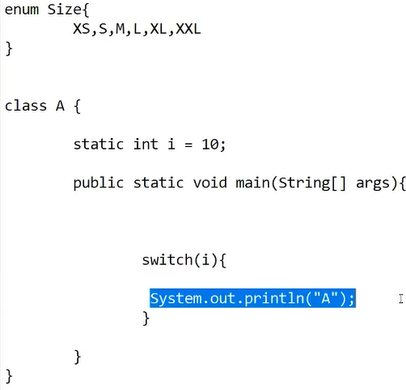 enum Size{
XS,S,M,L,XL,XXL
}
class A {
static int i = 10;
public static void main(String[] args){
switch(i){
System.out.println("A");
}
}
}